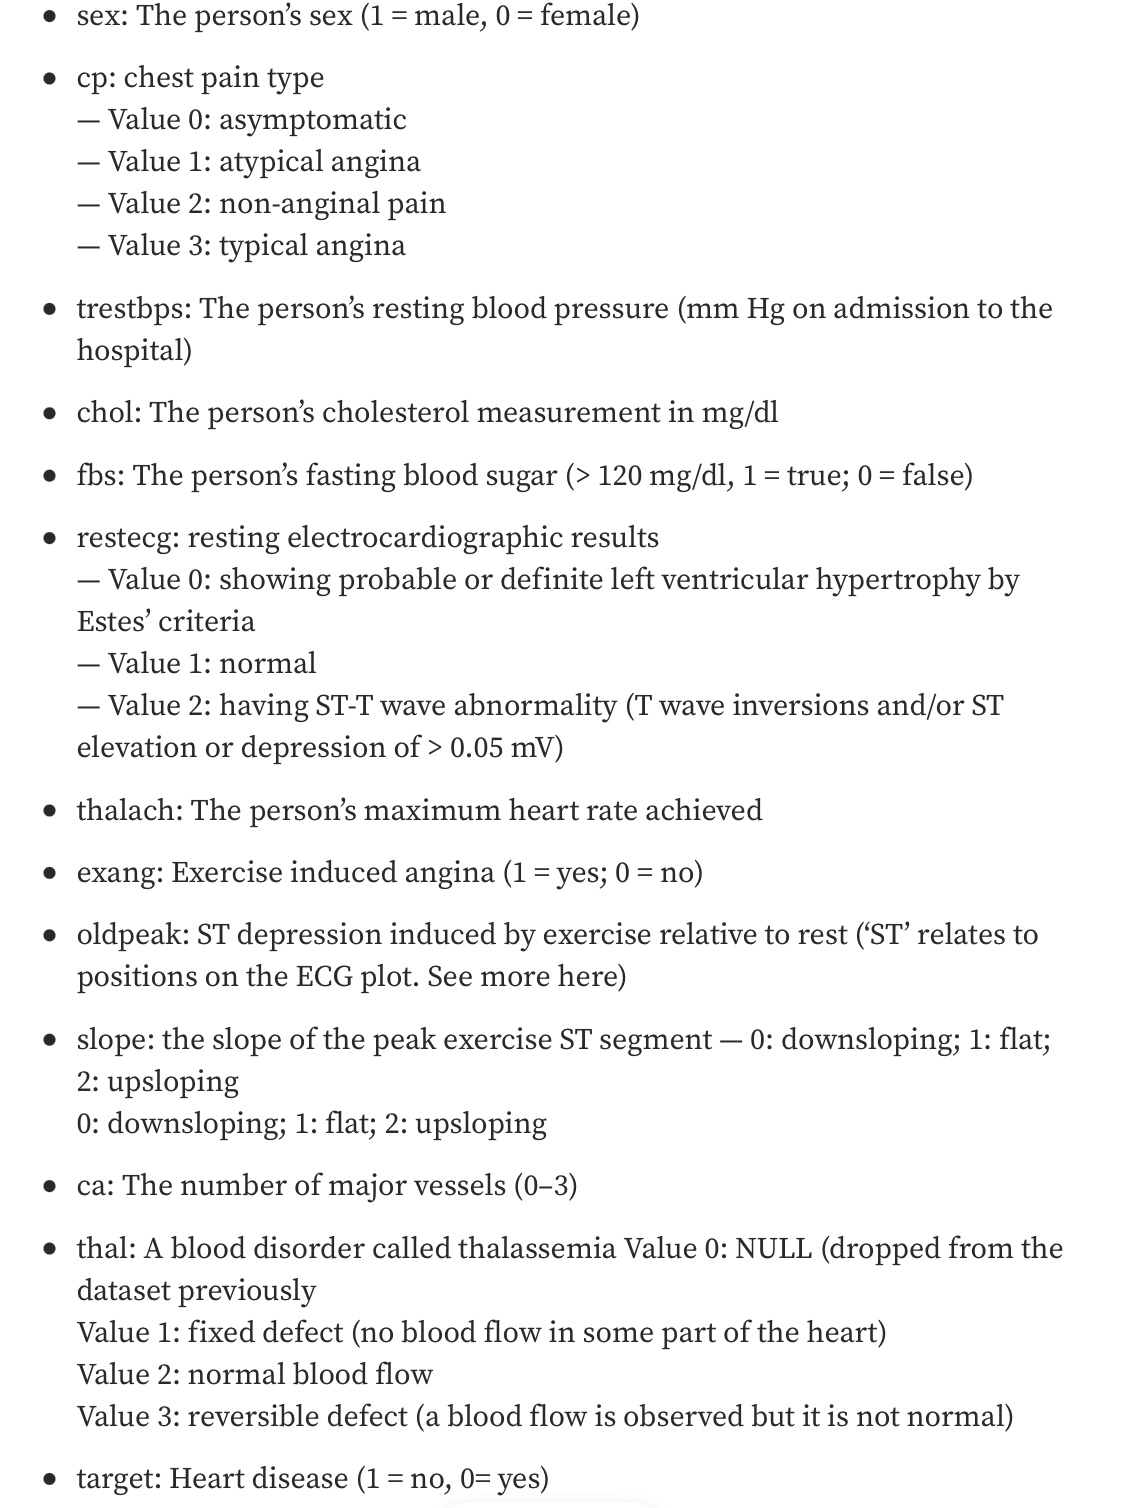 • sex: The person’s sex (1 = male, 0 = female)
• cp: chest pain type
— Value 0: asymptomatic
— Value 1: atypical angina
— Value 2: non-anginal pain
— Value 3: typical angina
• trestbps: The person’s resting blood pressure (mm Hg on admission to the
hospital)
• chol: The person’s cholesterol measurement in mg/dl
• fbs: The person’s fasting blood sugar (> 120 mg/dl, 1 = true; 0 = false)
• restecg: resting electrocardiographic results
— Value 0: showing probable or definite left ventricular hypertrophy by
Estes’ criteria
— Value 1: normal
— Value 2: having ST-T wave abnormality (T wave inversions and/or ST
elevation or depression of > 0.05 mV)
• thalach: The person’s maximum heart rate achieved
• exang: Exercise induced angina (1 = yes; 0 = no)
• oldpeak: ST depression induced by exercise relative to rest (‘ST’ relates to
positions on the ECG plot. See more here)
• slope: the slope of the peak exercise ST segment — 0: downsloping; 1: flat;
2: upsloping
0: downsloping; 1: flat; 2: upsloping
• ca: The number of major vessels (0–3)
• thal: A blood disorder called thalassemia Value 0: NULL (dropped from the
dataset previously
Value 1: fixed defect (no blood flow in some part of the heart)
Value 2: normal blood flow
Value 3: reversible defect (a blood flow is observed but it is not normal)
• target: Heart disease (1 = no, 0= yes)